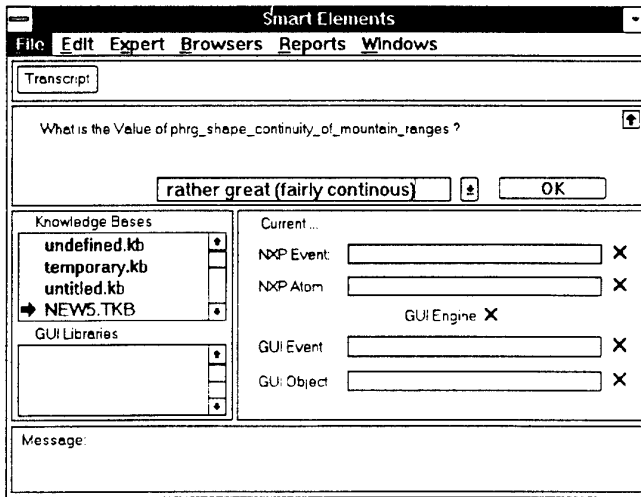 Smart Elements
File Edit Expert Browsers Reports Windows
Transcript
What is the Value of phrg_shape_continuity_of_mountain_ranges ?
rather great (fairly continous)
OK
Knowledge Bases
undefined.kb
temporary.kb
untitled.kb
NEW5.TKB
GUI Libraries
Current...
NXP Event:
NXP Atom
GUI Engine
GUI Event
GUI Object
Message: